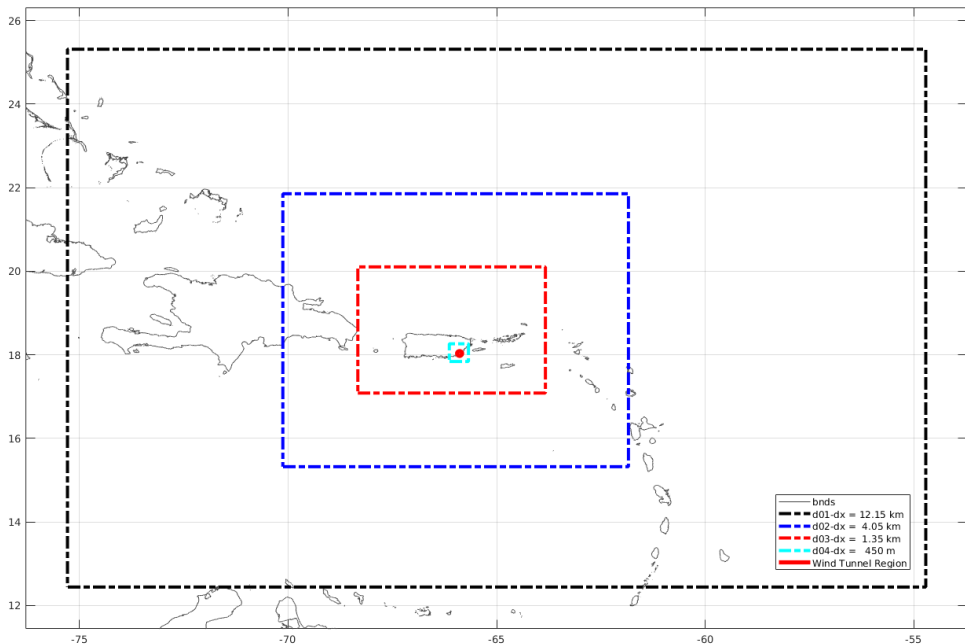 26
24
22
20
18
16
14
12
bnds
d01-dx = 12.15 km
d02-dx = 4.05 km
d03-dx = 1.35 km
d04-dx = 450 m
Wind Tunnel Region
-75
-70
-65
-60
-55